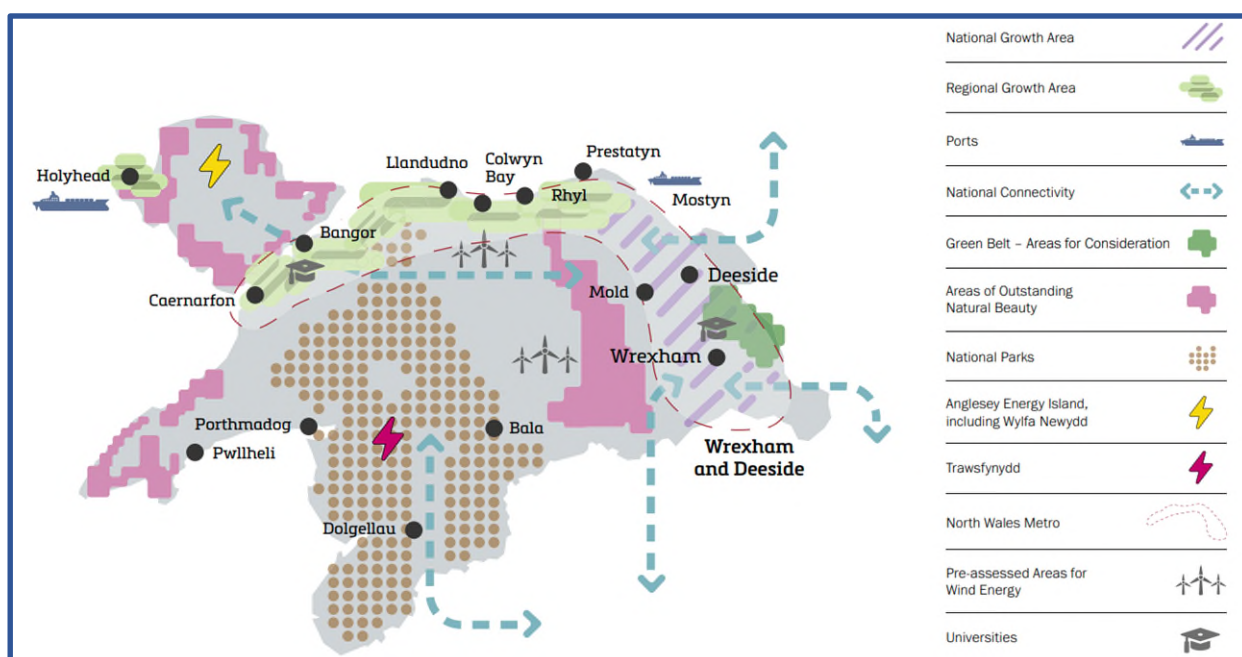 Holyhead
Llandudno
Colwyn
Bay
Prestatyn
Rhyl
Mostyn
Bangor
Caernarfon
Deeside
Mold
Wrexham
Porthmadog
Pwllheli
Bala
Wrexham
and Deeside
Dolgellau
National Growth Area
Regional Growth Area
Ports
National Connectivity
Green Belt – Areas for Consideration
Areas of Outstanding
Natural Beauty
National Parks
Anglesey Energy Island,
including Wylfa Newydd
Trawsfynydd
North Wales Metro
Pre-assessed Areas for
Wind Energy
Universities